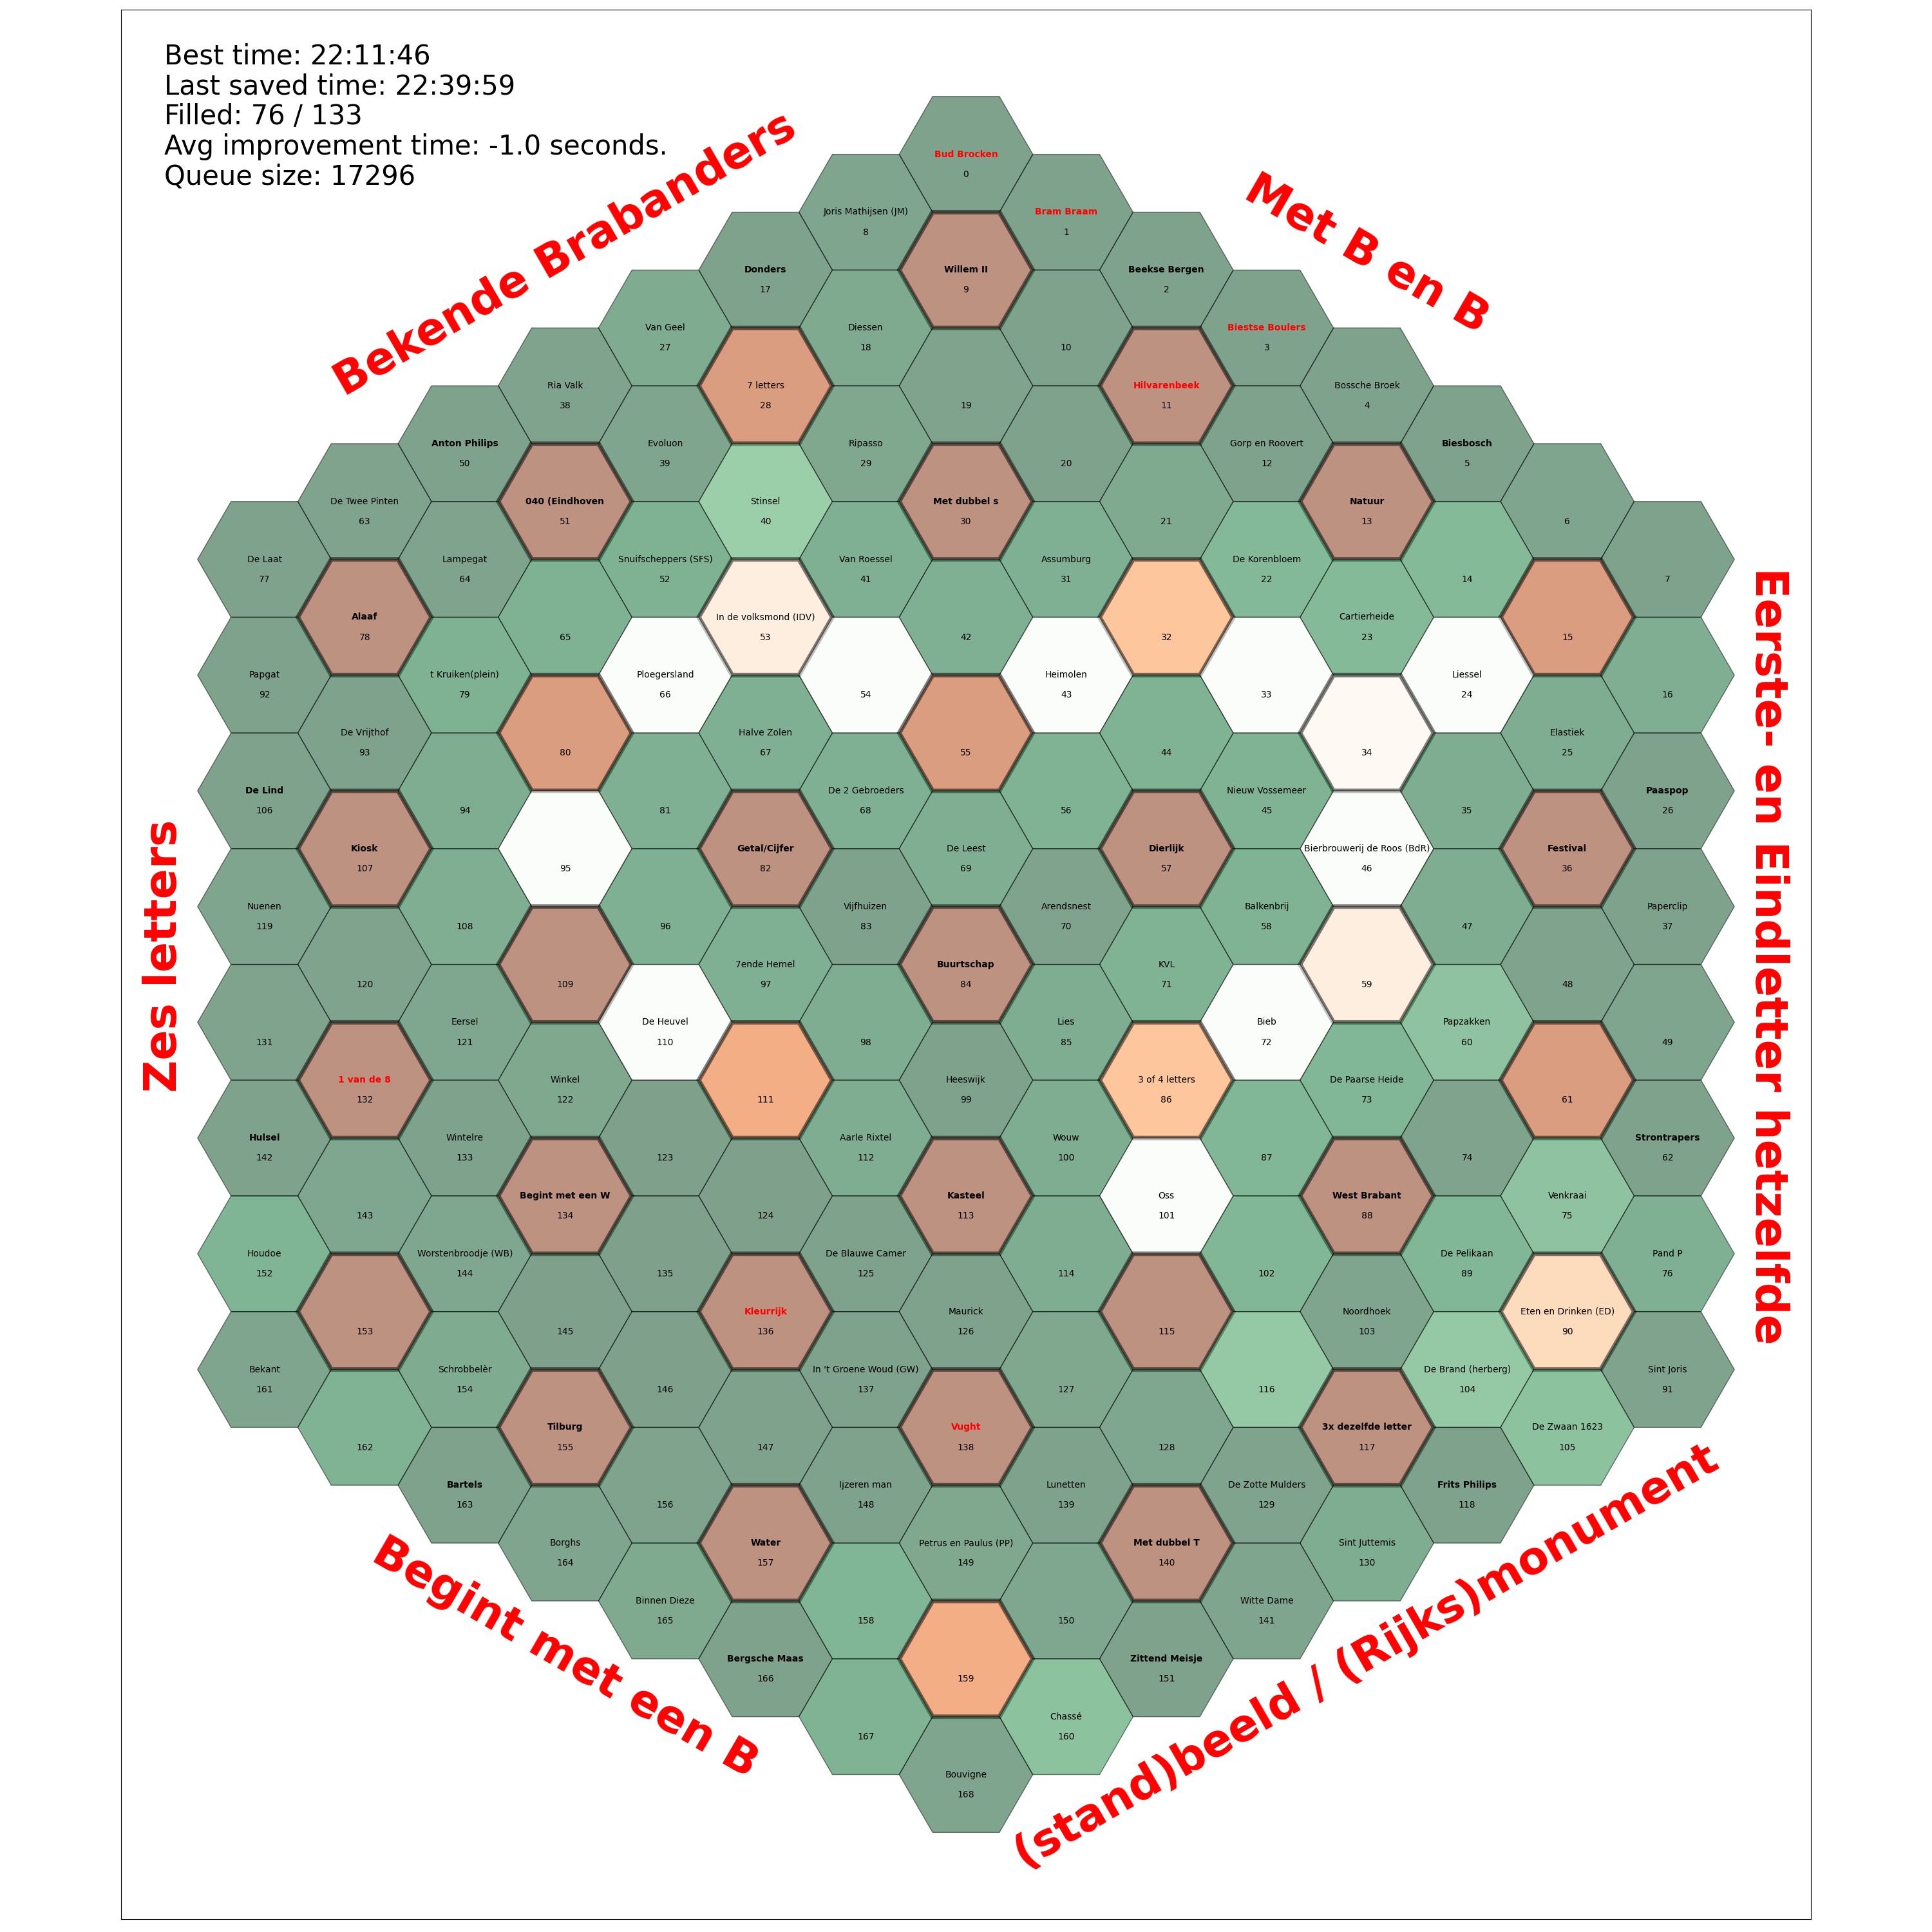 Best time: 22:11:46
Last saved time: 22:39:59
Filled: 76 / 133
Avg improvement time: -1.0 seconds.
Queue size: 17296
Bekende Brabanders
Met B en B
Eerste- en Eindletter hetzelfde
(stand)beeld / (Rijks)monument
Begint met een B
Zes letters
Bud Brocken
0
Bram Braam
1
Beekse Bergen
2
Biestse Boulers
3
Bossche Broek
4
Biesbosch
5
6
7
Joris Mathijsen (JM)
8
Willem II
9
10
Hilvarenbeek
11
Gorp en Roovert
12
Natuur
13
14
15
16
Donders
17
Diessen
18
19
20
21
De Korenbloem
22
Cartierheide
23
Liessel
24
Elastiek
25
Paaspop
26
Van Geel
27
7 letters
28
Ripasso
29
Met dubbel s
30
Assumburg
31
32
33
34
35
Festival
36
Paperclip
37
Ria Valk
38
Evoluon
39
Stinsel
40
Van Roessel
41
42
Heimolen
43
44
Nieuw Vossemeer
45
Bierbrouwerij de Roos (BdR)
46
47
48
49
Anton Philips
50
040 (Eindhoven
51
Snuifscheppers (SFS)
52
In de volksmond (IDV)
53
54
55
56
Dierlijk
57
Balkenbrij
58
59
Papzakken
60
61
Strontrapers
62
De Twee Pinten
63
Lampegat
64
65
Ploegersland
66
Halve Zolen
67
De 2 Gebroeders
68
De Leest
69
Arendsnest
70
KVL
71
Bieb
72
De Paarse Heide
73
74
Venkraai
75
Pand P
76
De Laat
77
Alaaf
78
t Kruiken(plein)
79
80
81
Getal/Cijfer
82
Vijfhuizen
83
Buurtschap
84
Lies
85
3 of 4 letters
86
87
West Brabant
88
De Pelikaan
89
Eten en Drinken (ED)
90
Sint Joris
91
Papgat
92
De Vrijthof
93
94
95
96
7ende Hemel
97
98
Heeswijk
99
Wouw
100
Oss
101
102
Noordhoek
103
De Brand (herberg)
104
De Zwaan 1623
105
De Lind
106
Kiosk
107
108
109
De Heuvel
110
111
Aarle Rixtel
112
Kasteel
113
114
115
116
3x dezelfde letter
117
Frits Philips
118
Nuenen
119
120
Eersel
121
Winkel
122
123
124
De Blauwe Camer
125
Maurick
126
127
128
De Zotte Mulders
129
Sint Juttemis
130
131
1 van de 8
132
Wintelre
133
Begint met een W
134
135
Kleurrijk
136
In 't Groene Woud (GW)
137
Vught
138
Lunetten
139
Met dubbel T
140
Witte Dame
141
Hulsel
142
143
Worstenbroodje (WB)
144
145
146
147
Ijzeren man
148
Petrus en Paulus (PP)
149
150
Zittend Meisje
151
Houdoe
152
153
Schrobbelèr
154
Tilburg
155
156
Water
157
158
159
Chassé
160
Bekant
161
162
Bartels
163
Borghs
164
Binnen Dieze
165
Bergsche Maas
166
167
Bouvigne
168